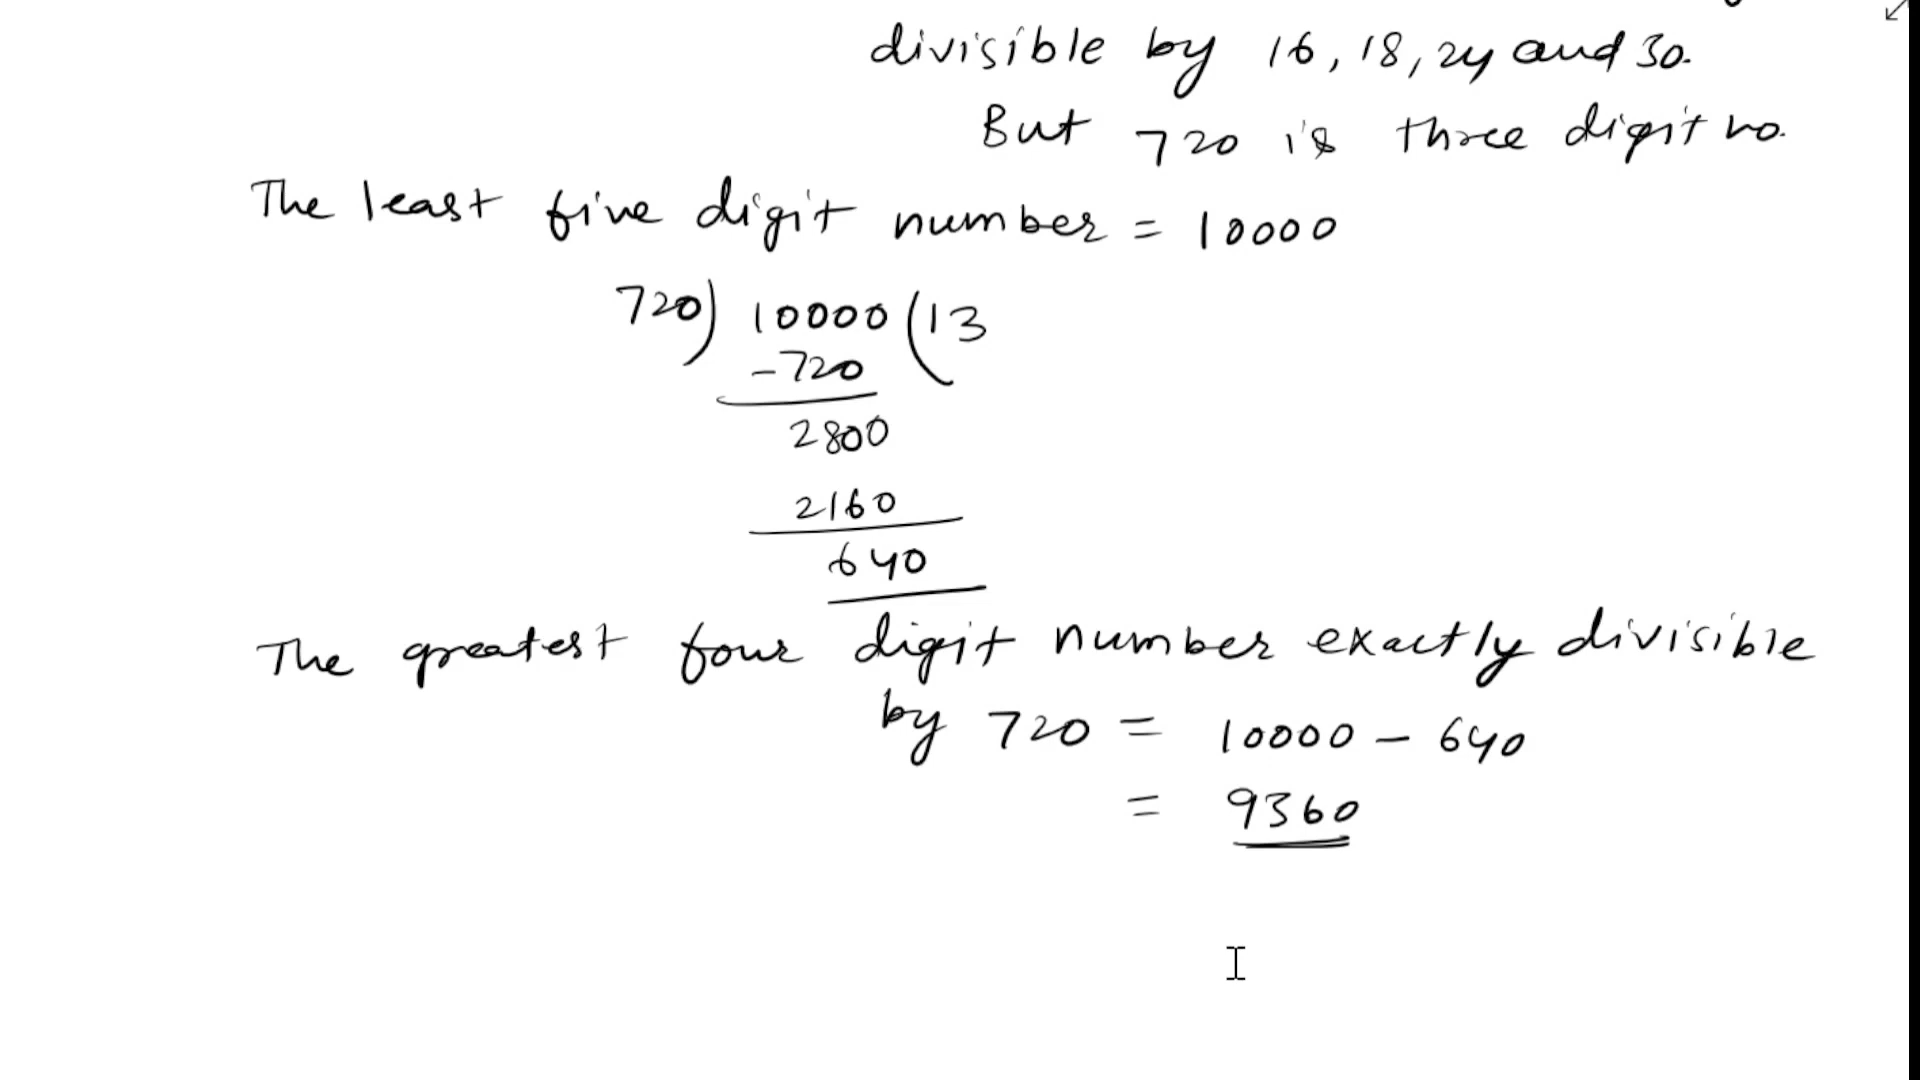 divisible by 16, 18, 24 and 30.
But 720 is three digit no.
The least five digit number = 10000
720) 10000 (13
-720
2800
2160
640
The greatest four digit number exactly divisible
by 720 = 10000 - 640
= 9360